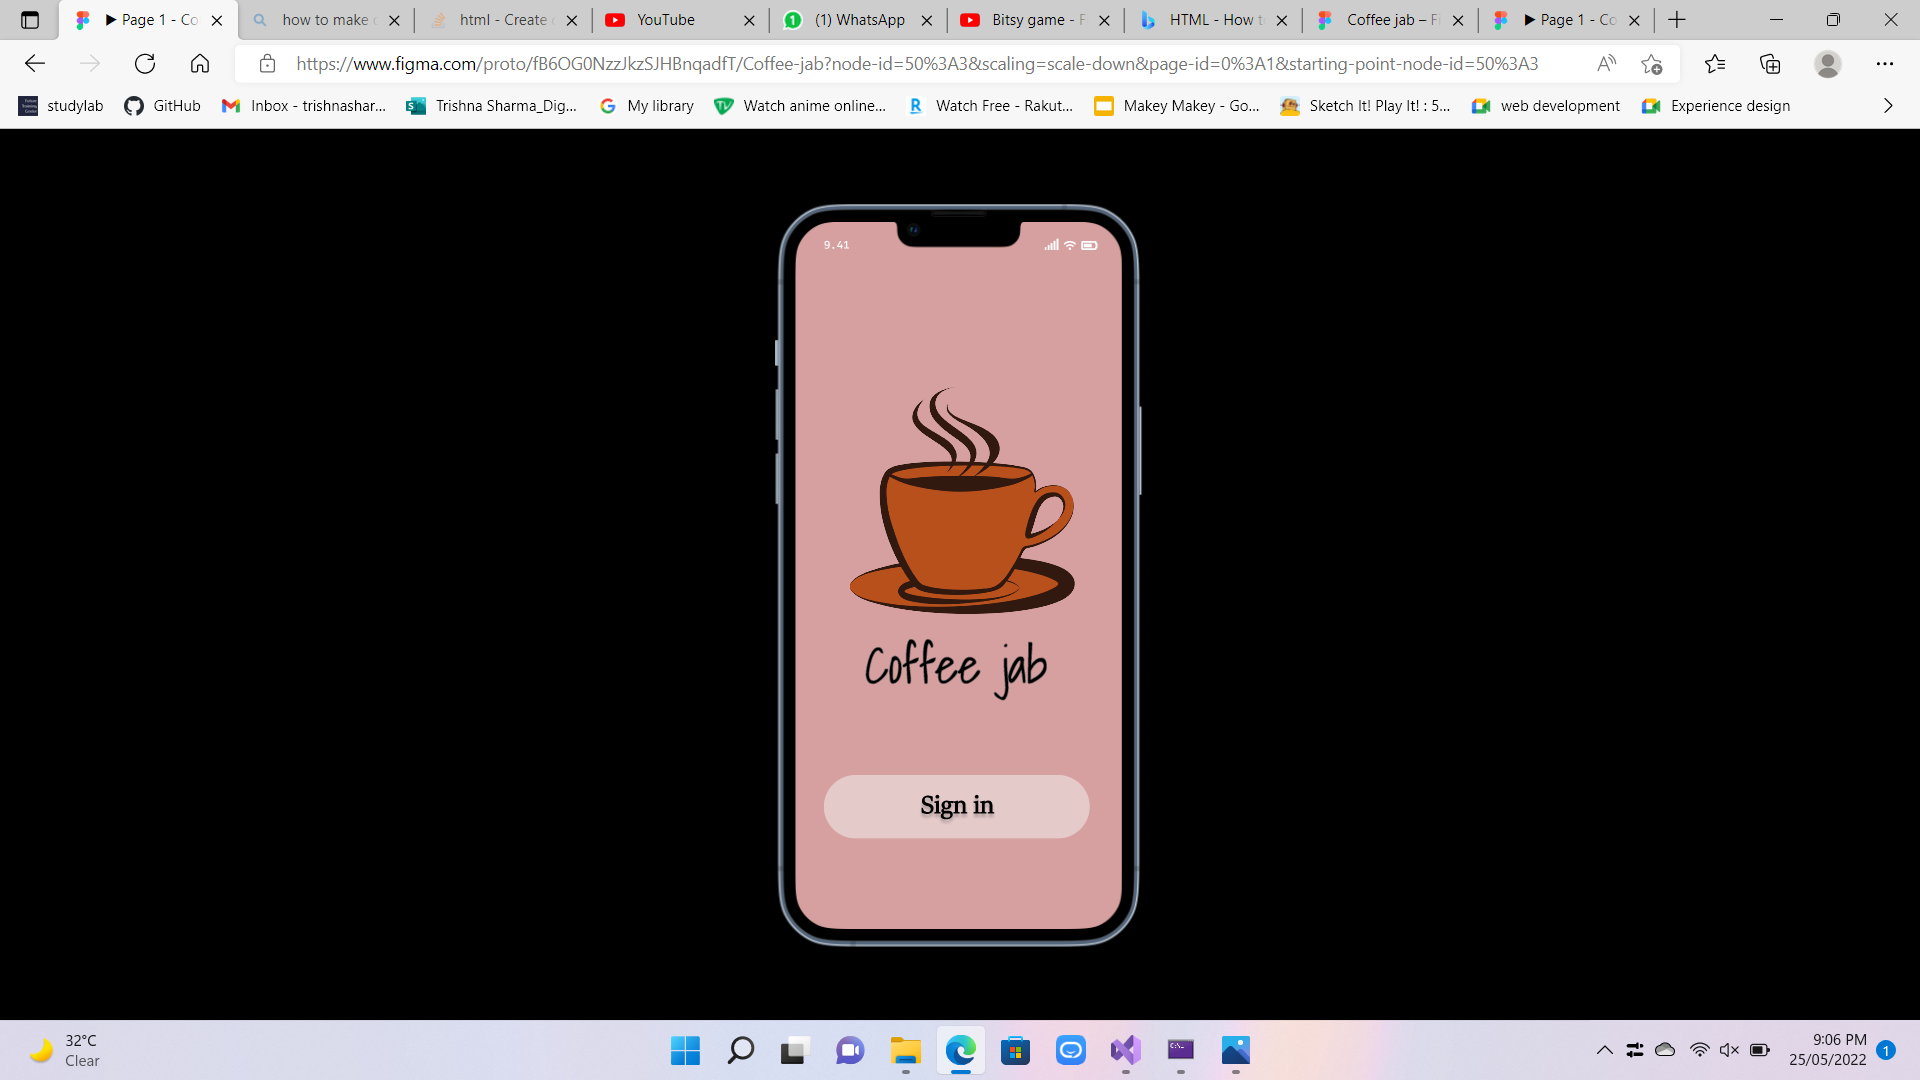 Page 1 - Co
how to make
html - Create
YouTube
(1) WhatsApp
Bitsy game - F
HTML - How t
Coffee jab – F
Page 1 - Co
https://www.figma.com/proto/fB6OG0NzzJkzSJHBnqadfT/Coffee-jab?node-id=50%3A3&scaling=scale-down&page-id=0%3A1&starting-point-node-id=50%3A3
studylab
GitHub
Inbox - trishnashar...
Trishna Sharma_Dig...
My library
Watch anime online...
Watch Free - Rakut...
Makey Makey - Go...
Sketch It! Play It! : 5...
web development
Experience design
9.41
Coffee jab
Sign in
32°C
Clear
9:06 PM
25/05/2022
1